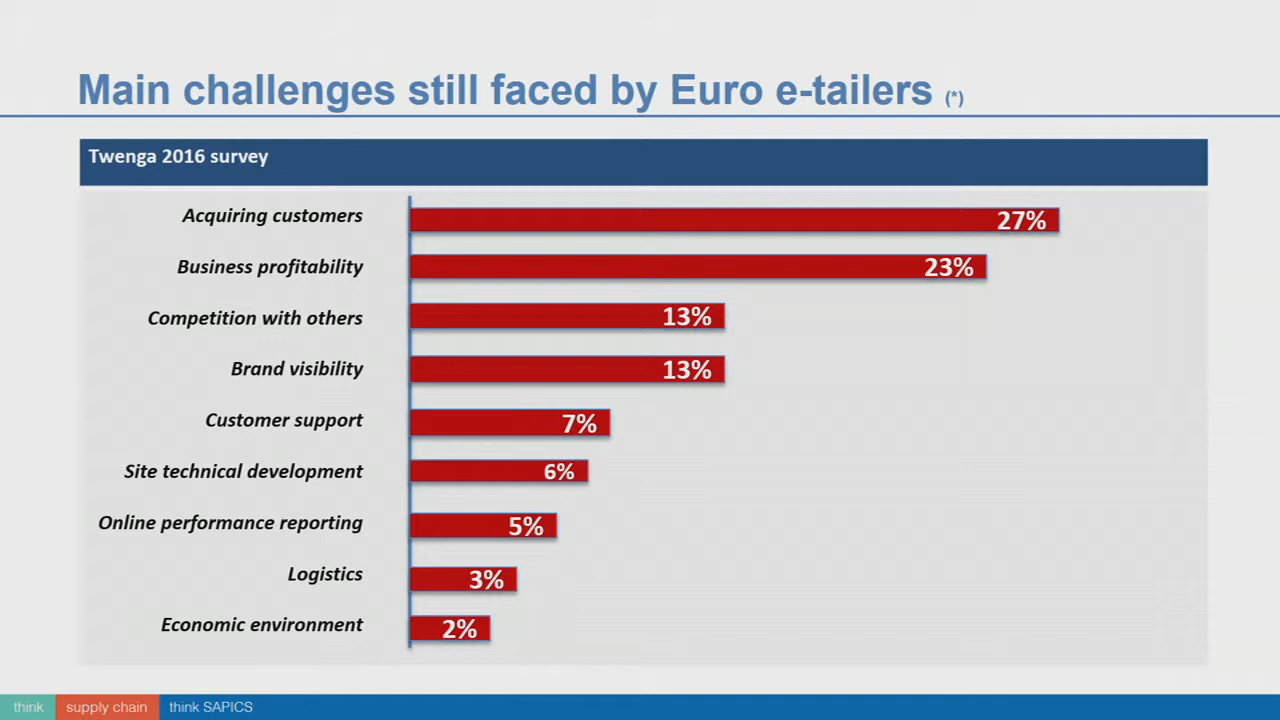 Main challenges still faced by Euro e-tailers (*)
Twenga 2016 survey
Acquiring customers 27%
Business profitability 23%
Competition with others 13%
Brand visibility 13%
Customer support 7%
Site technical development 6%
Online performance reporting 5%
Logistics 3%
Economic environment 2%
think supply chain think SAPICS